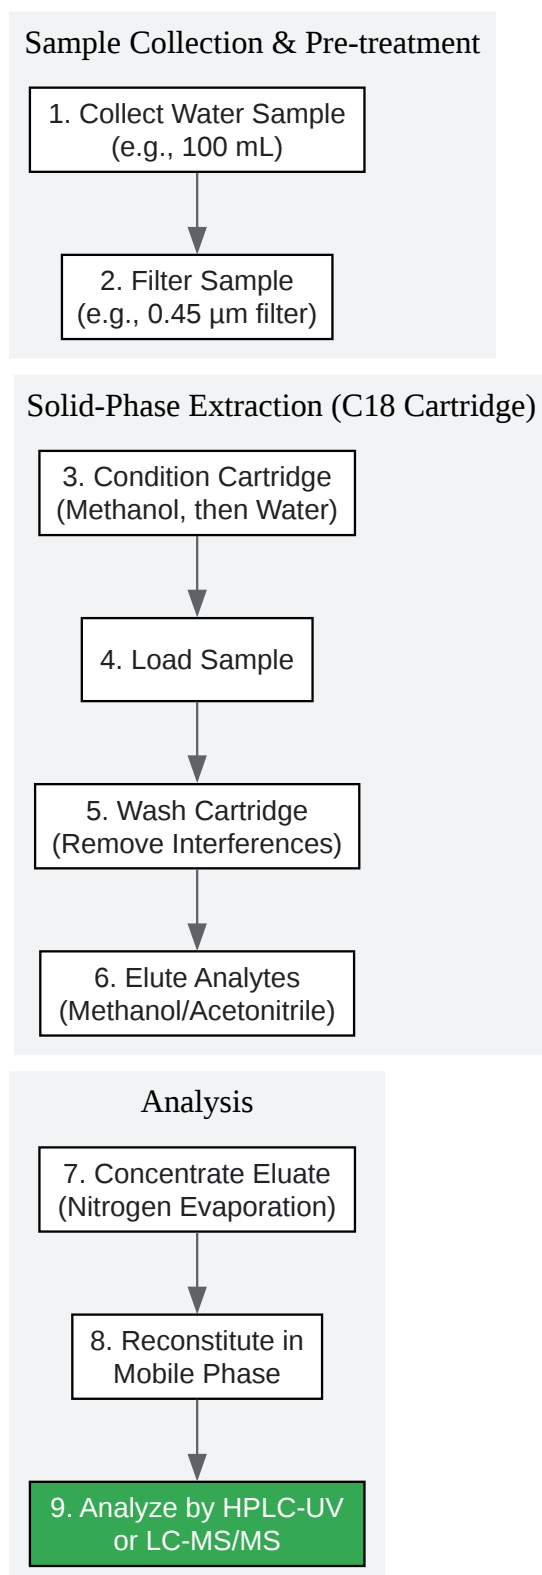 Sample Collection & Pre-treatment
1. Collect Water Sample
(e.g., 100 mL)
2. Filter Sample
(e.g., 0.45 µm filter)
Solid-Phase Extraction (C18 Cartridge)
3. Condition Cartridge
(Methanol, then Water)
4. Load Sample
5. Wash Cartridge
(Remove Interferences)
6. Elute Analytes
(Methanol/Acetonitrile)
Analysis
7. Concentrate Eluate
(Nitrogen Evaporation)
8. Reconstitute in
Mobile Phase
9. Analyze by HPLC-UV
or LC-MS/MS